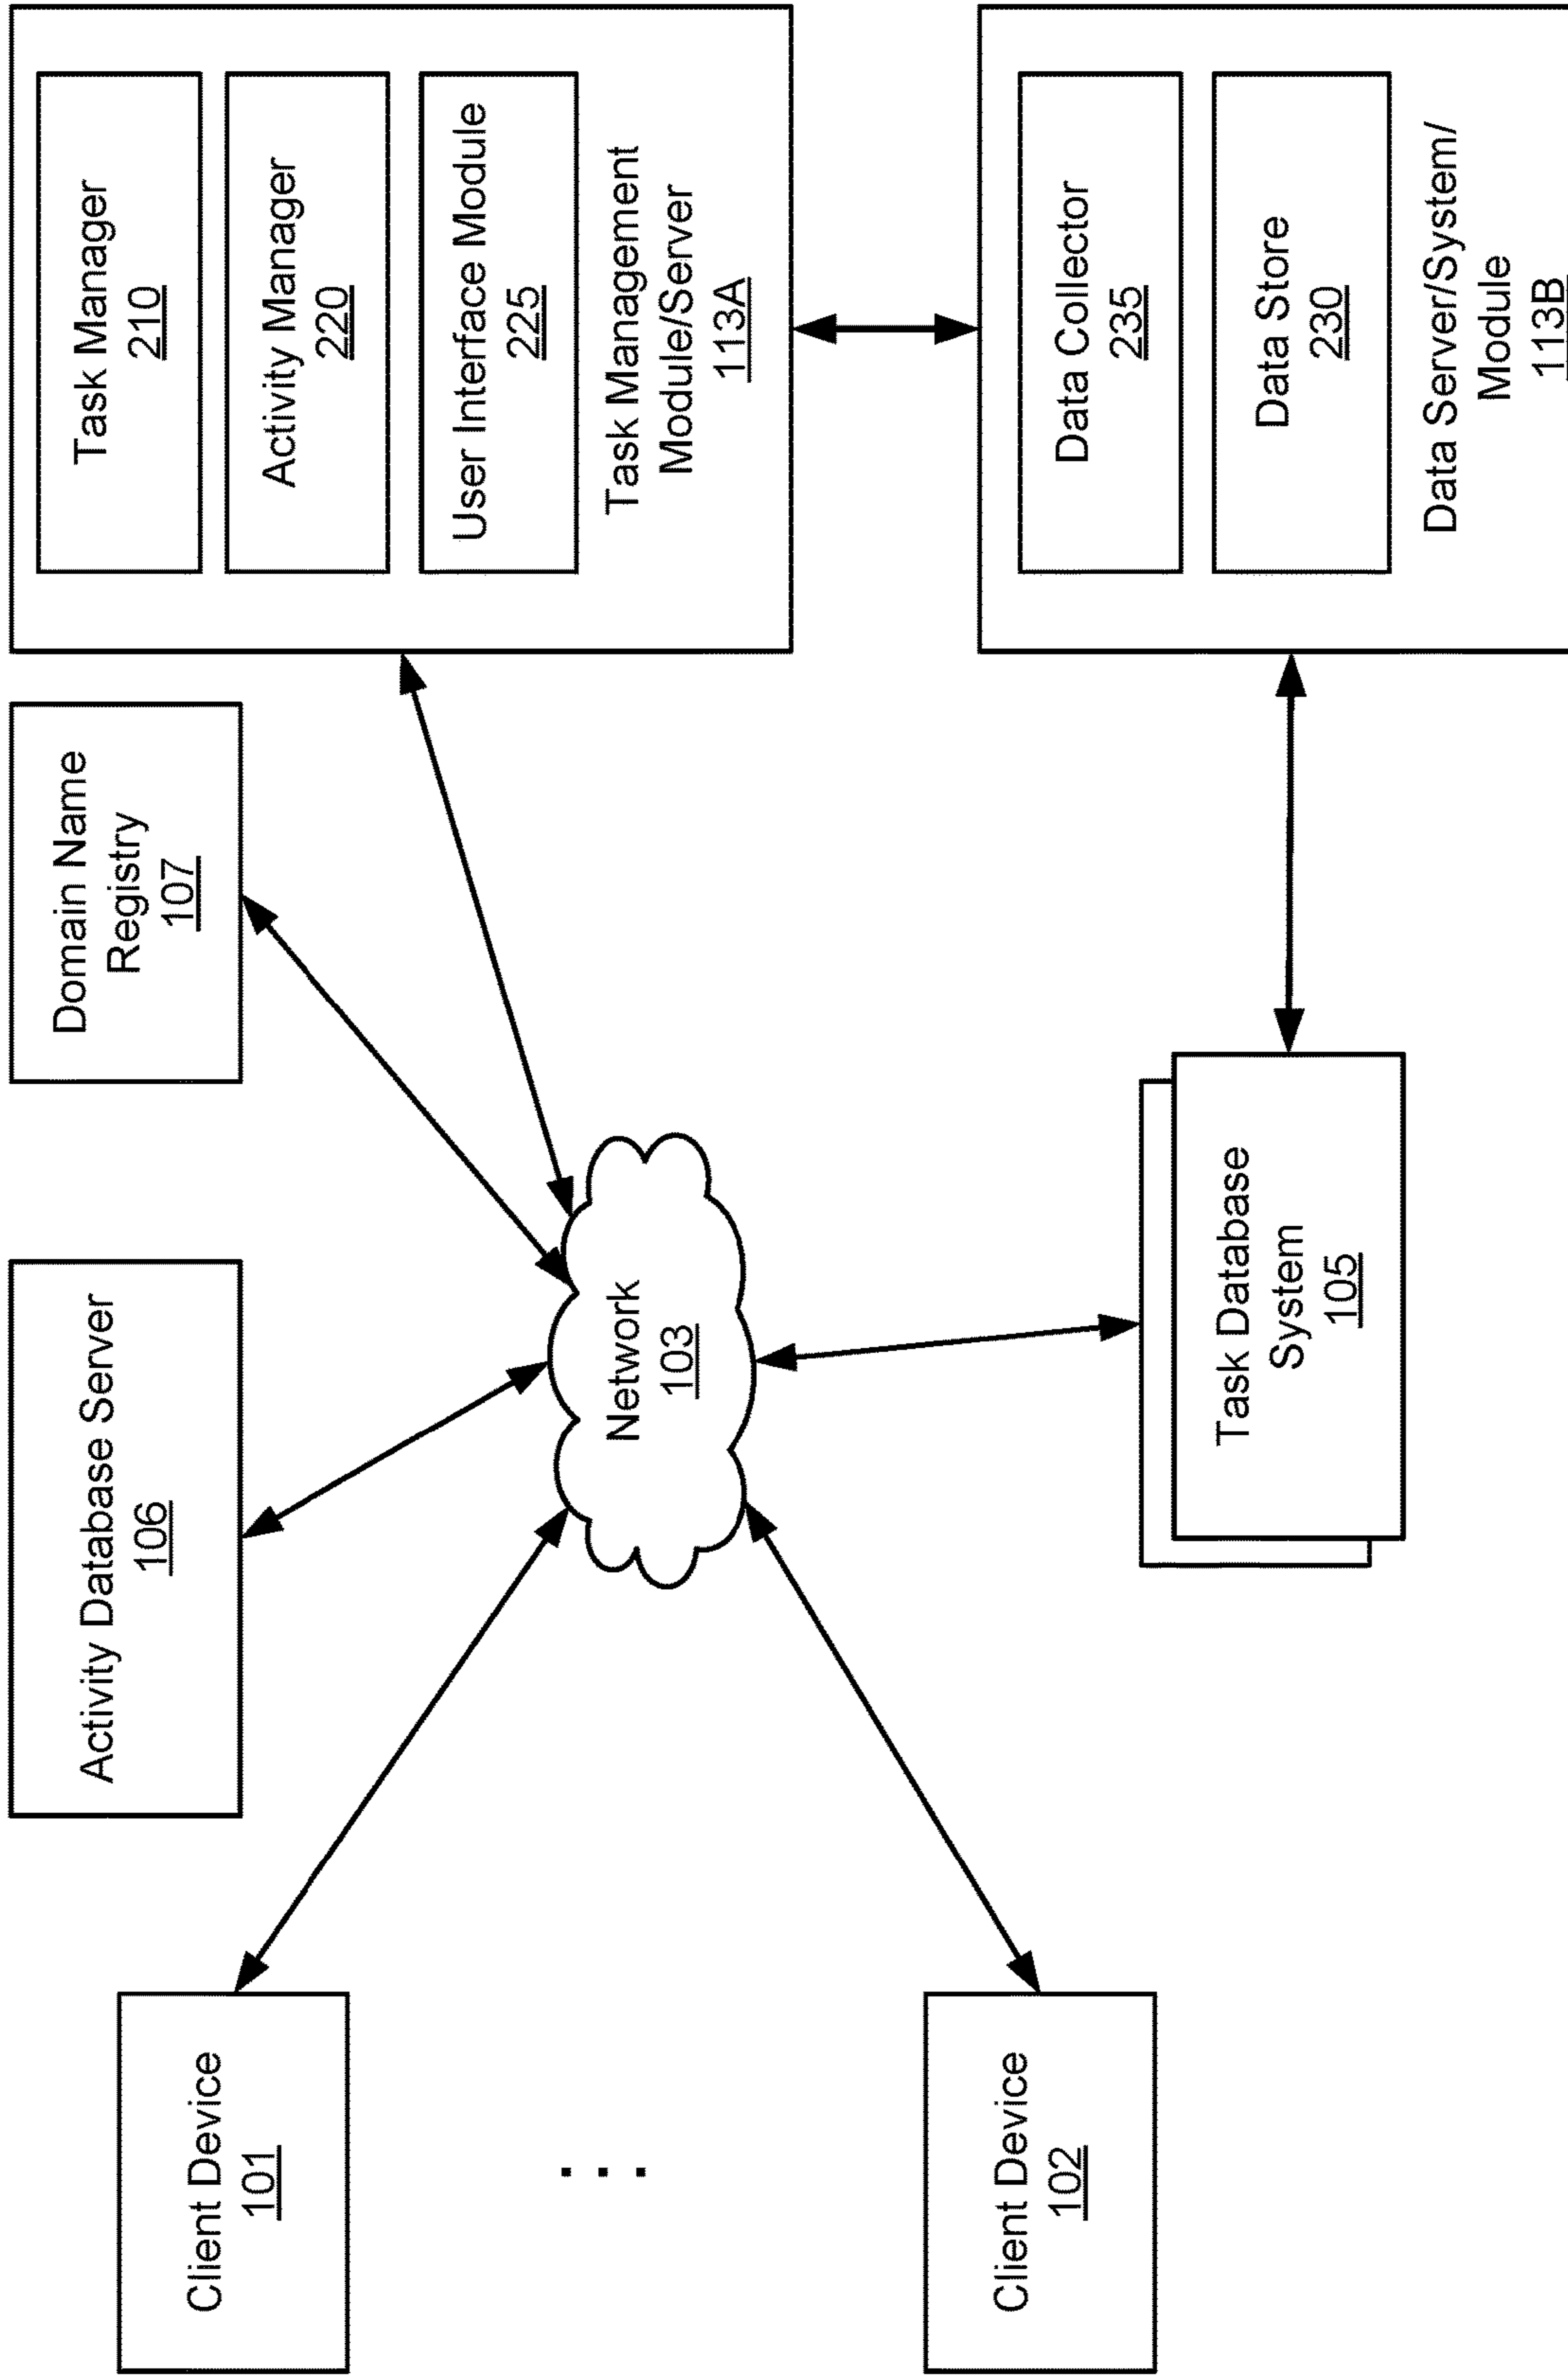 Client Device
101
. . .
Client Device
102
Activity Database Server
106
Domain Name
Registry
107
Network
103
Task Database
System
105
Task Manager
210
Activity Manager
220
User Interface Module
225
Task Management
Module/Server
113A
Data Collector
235
Data Store
230
Data Server/System/
Module
113B